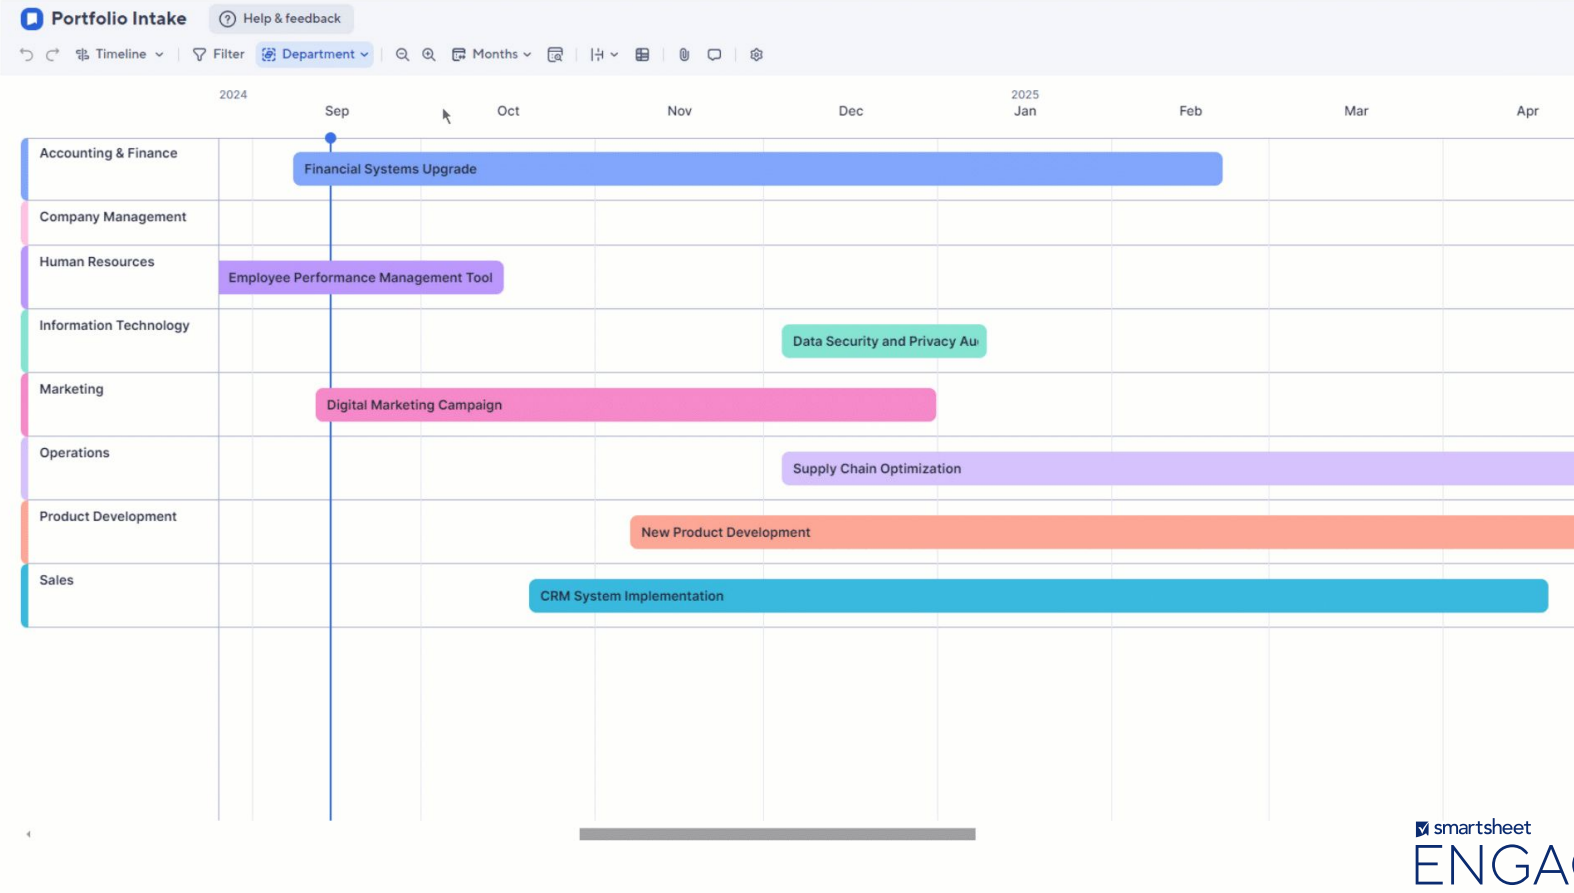 Portfolio Intake Help & feedback
Timeline Filter Department Months
2024 2025
Sep Oct Nov Dec Jan Feb Mar Apr
Accounting & Finance
Financial Systems Upgrade
Company Management
Human Resources
Employee Performance Management Tool
Information Technology
Data Security and Privacy Au
Marketing
Digital Marketing Campaign
Operations
Supply Chain Optimization
Product Development
New Product Development
Sales
CRM System Implementation
smartsheet
ENGA